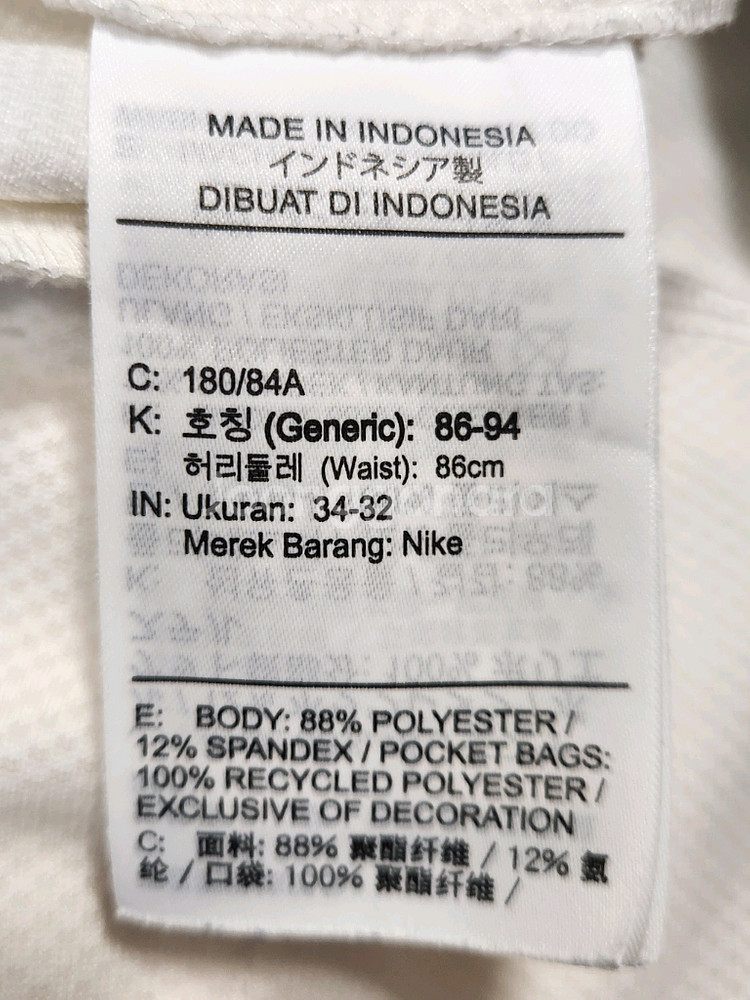 MADE IN INDONESIA
インドネシア製
DIBUAT DI INDONESIA
C: 180/84A
K: 호칭 (Generic): 86-94
허리둘레 (Waist): 86cm
IN: Ukuran: 34-32
Merek Barang: Nike
E: BODY: 88% POLYESTER /
12% SPANDEX / POCKET BAGS:
100% RECYCLED POLYESTER /
EXCLUSIVE OF DECORATION
C: 面料: 88% 聚酯纤维 / 12% 氨
纶 / 口袋: 100% 聚酯纤维 /